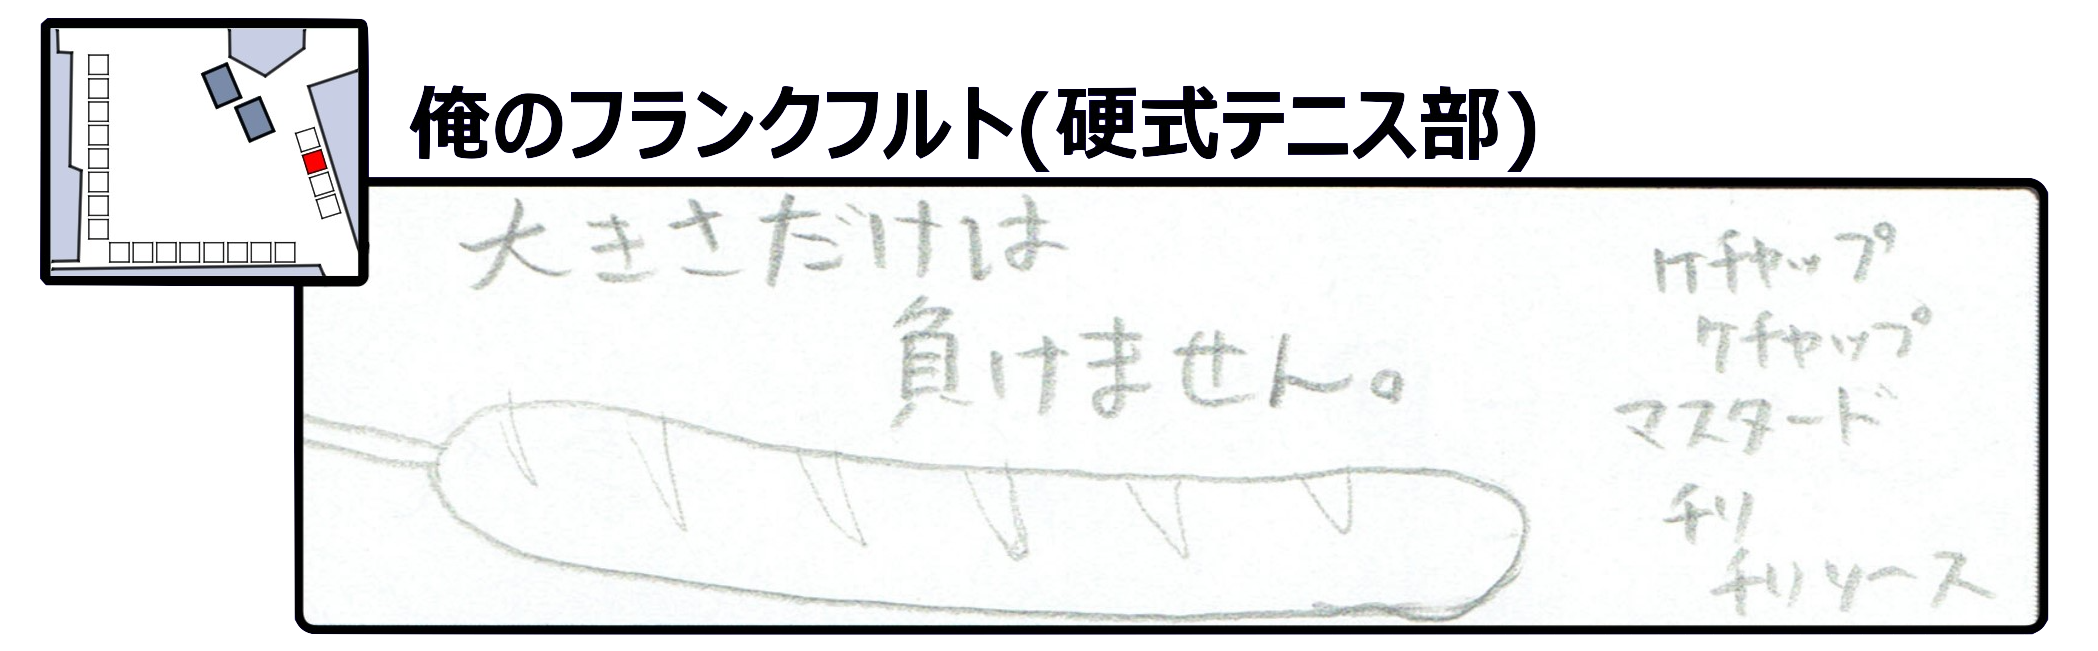 俺のフランクフルト(硬式テニス部)
大きさだけは
負けません。
ケチャップ
ケチャップ
マスタード
チリ
チリソース